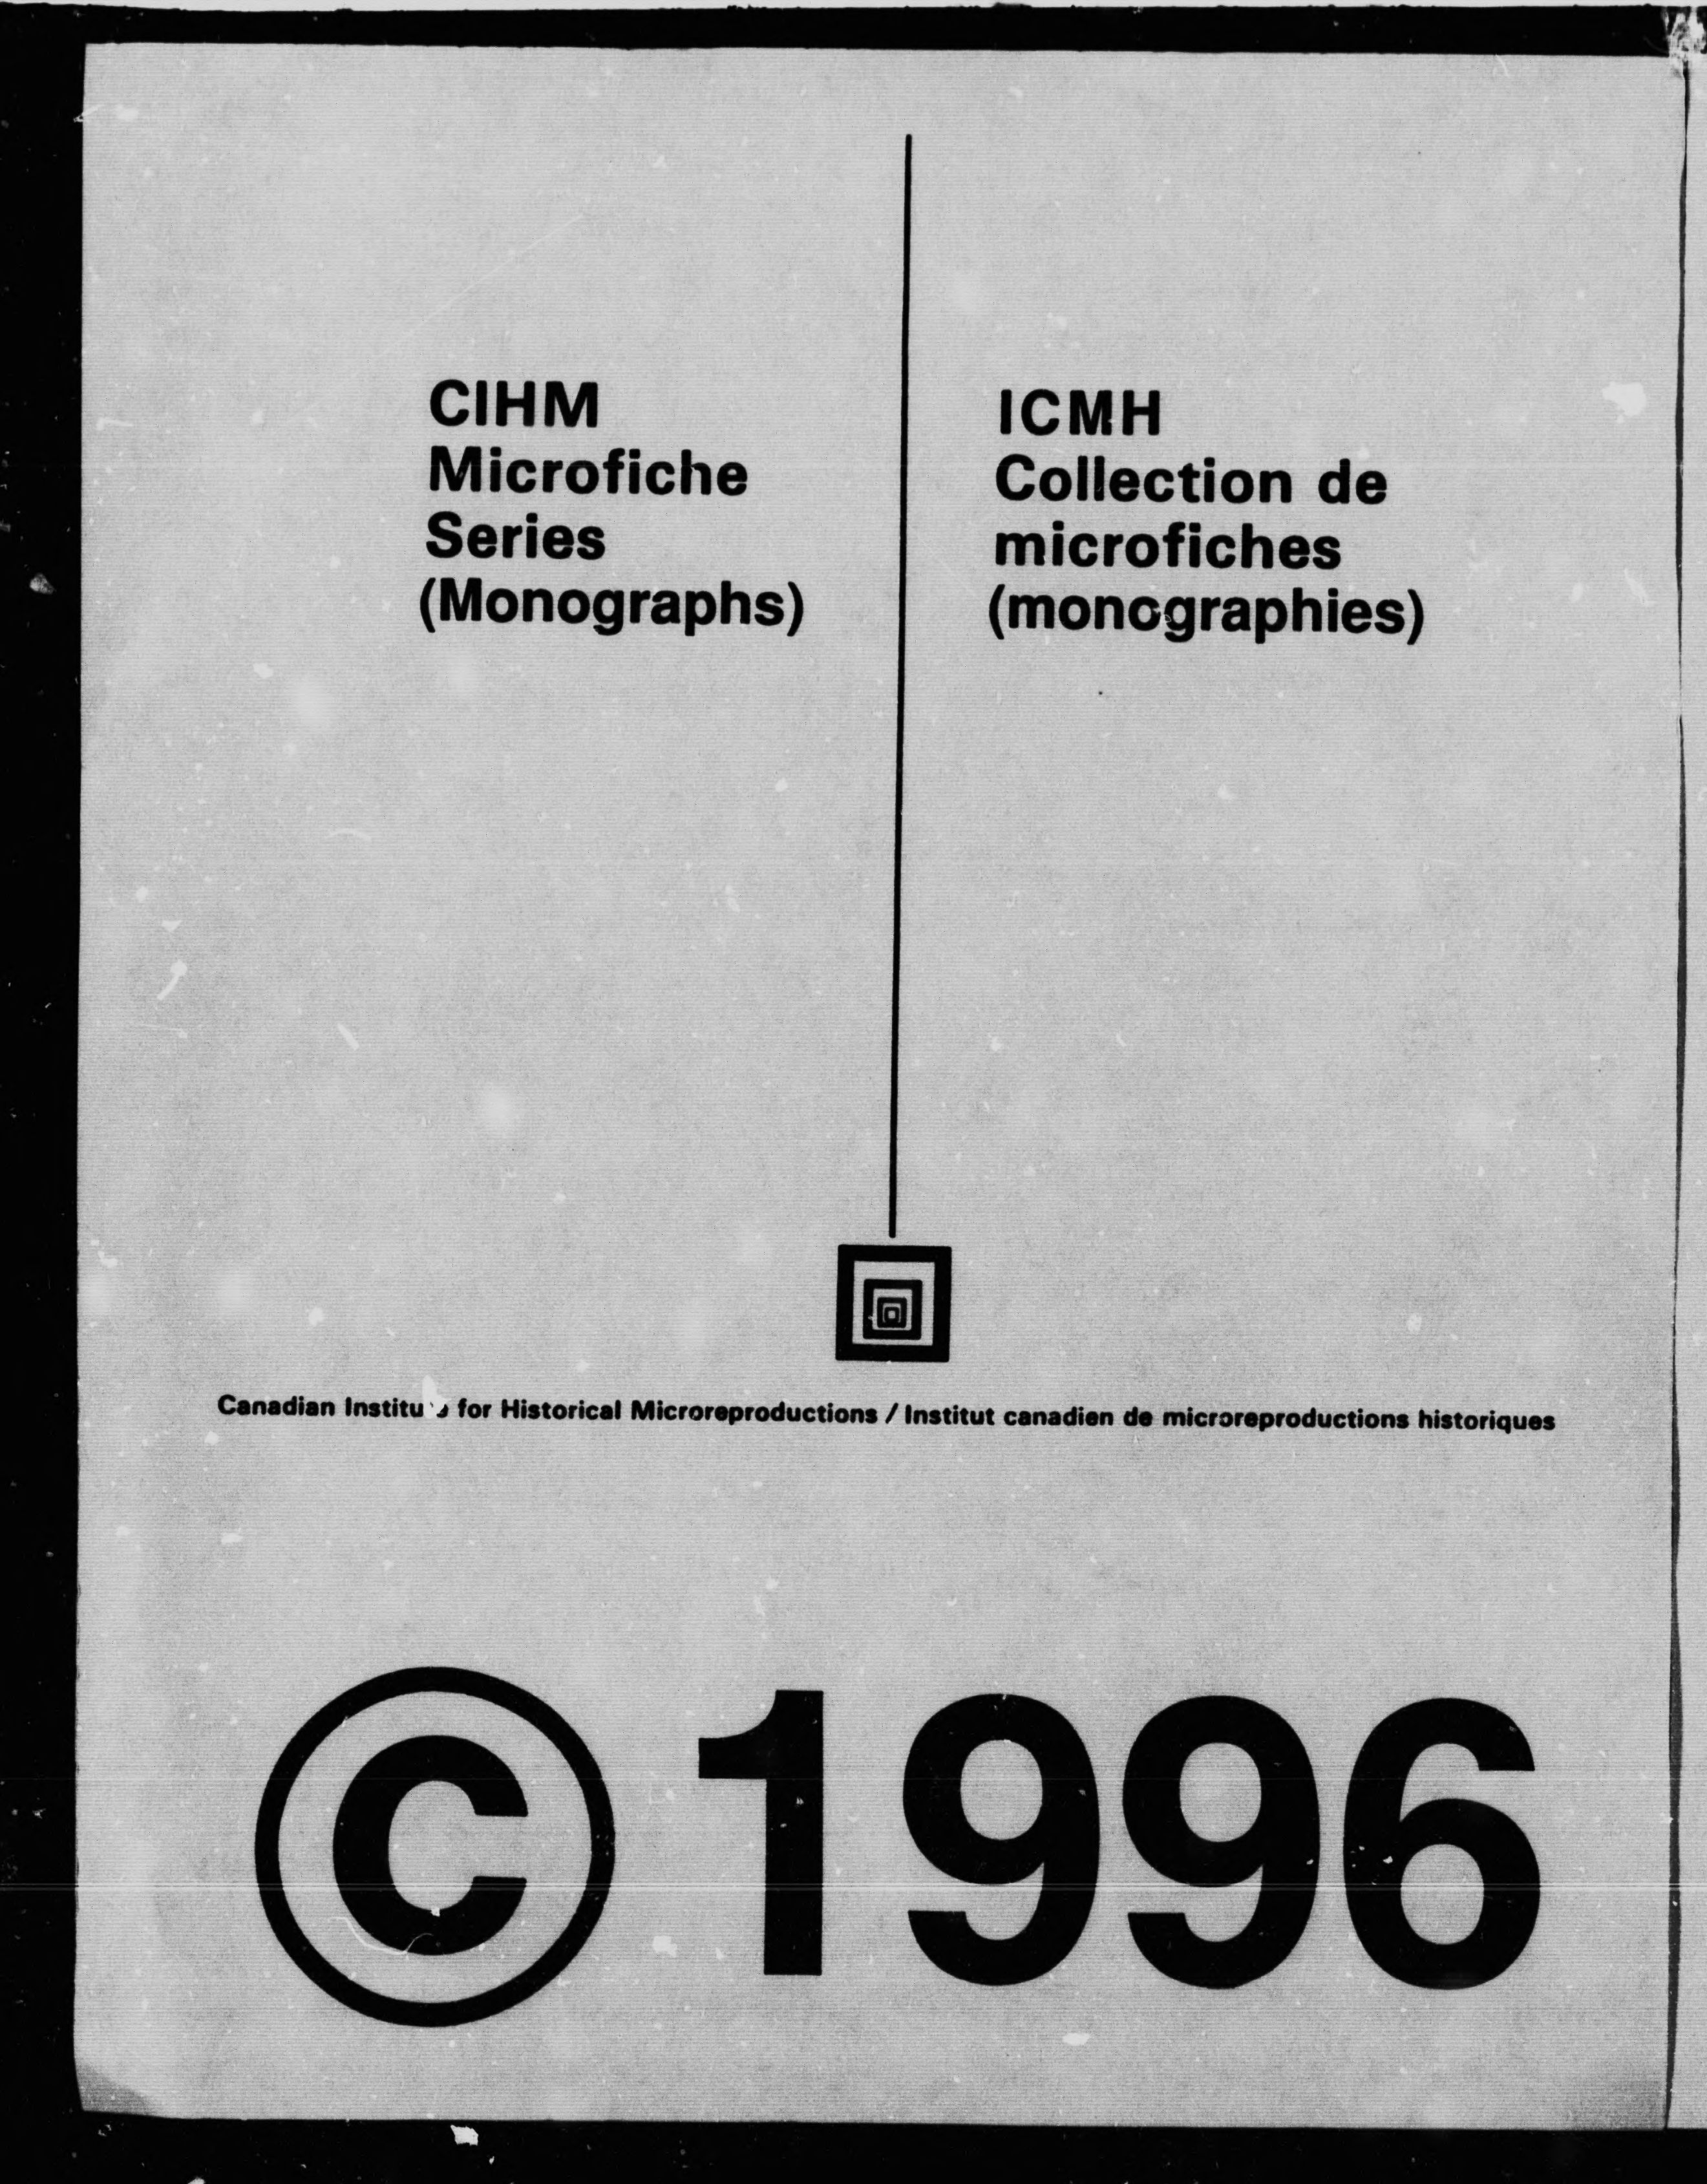 CIHM
Microfiche
Series
(Monographs)
ICMH
Collection de
microfiches
(monographies)
Canadian Institute for Historical Microreproductions / Institut canadien de microreproductions historiques
© 1996